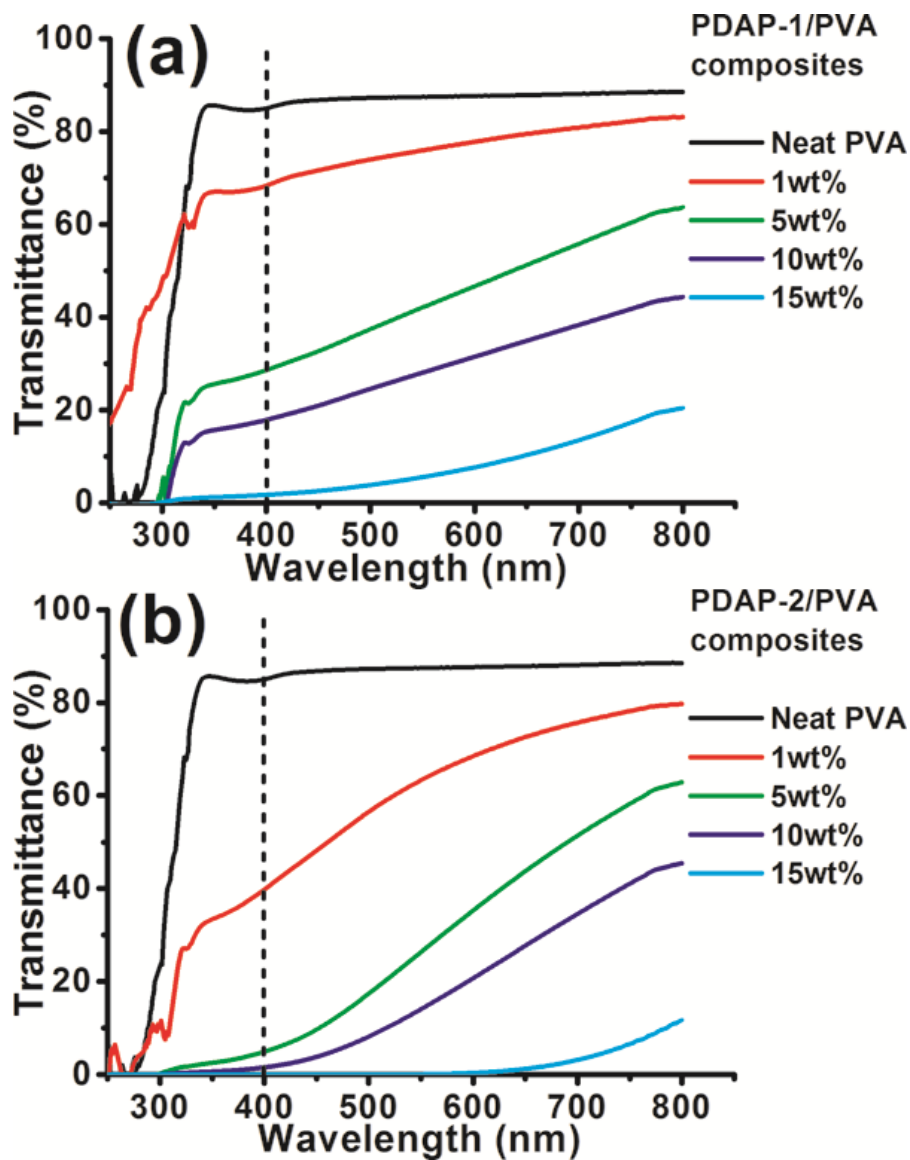 (a)
PDAP-1/PVA
composites
Neat PVA
1wt%
5wt%
10wt%
15wt%
Transmittance (%)
100
80
60
40
20
0
300 400 500 600 700 800
Wavelength (nm)
(b)
PDAP-2/PVA
composites
Neat PVA
1wt%
5wt%
10wt%
15wt%
Transmittance (%)
100
80
60
40
20
0
300 400 500 600 700 800
Wavelength (nm)